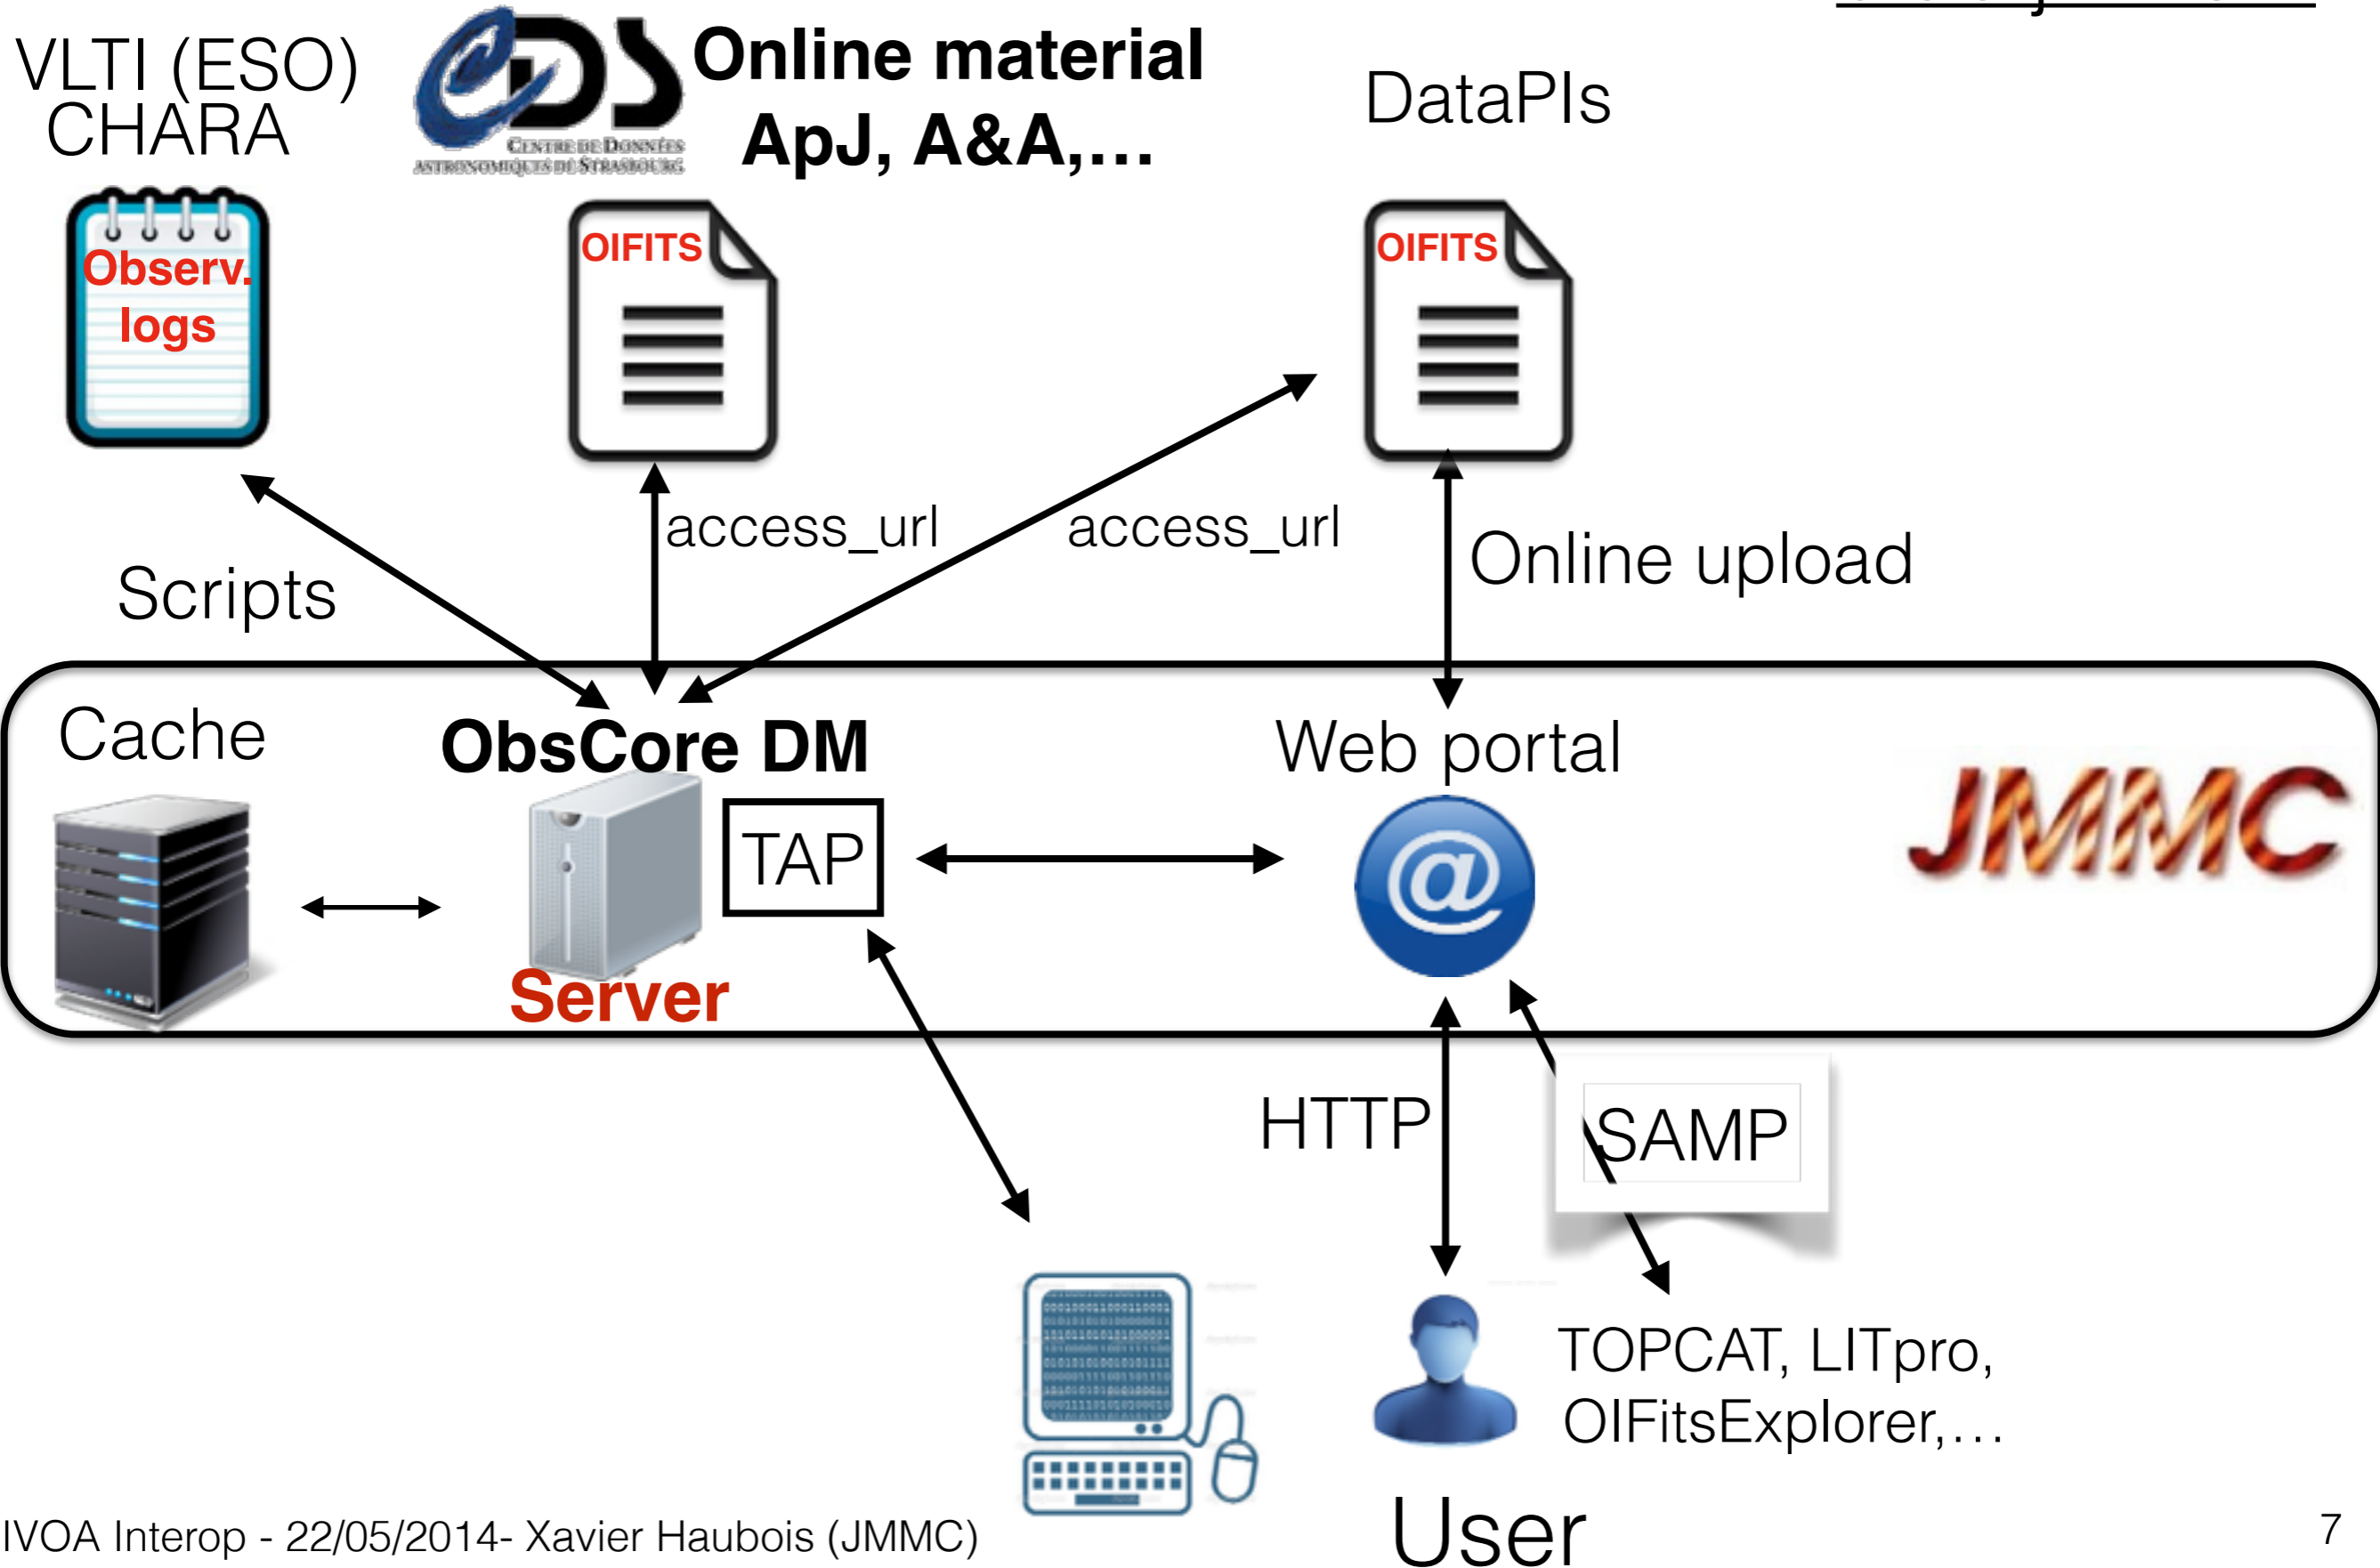 VLTI (ESO)
CHARA
CDS
CENTRE DE DONNÉES
ASTRONOMIQUES DE STRASBOURG
Online material
ApJ, A&A,...
DataPIs
Observ.
logs
OIFITS
OIFITS
access_url
access_url
Online upload
Scripts
Cache
ObsCore DM
Web portal
JMMC
TAP
@
Server
HTTP
SAMP
TOPCAT, LITpro,
OIFitsExplorer,...
User
IVOA Interop - 22/05/2014- Xavier Haubois (JMMC)
7